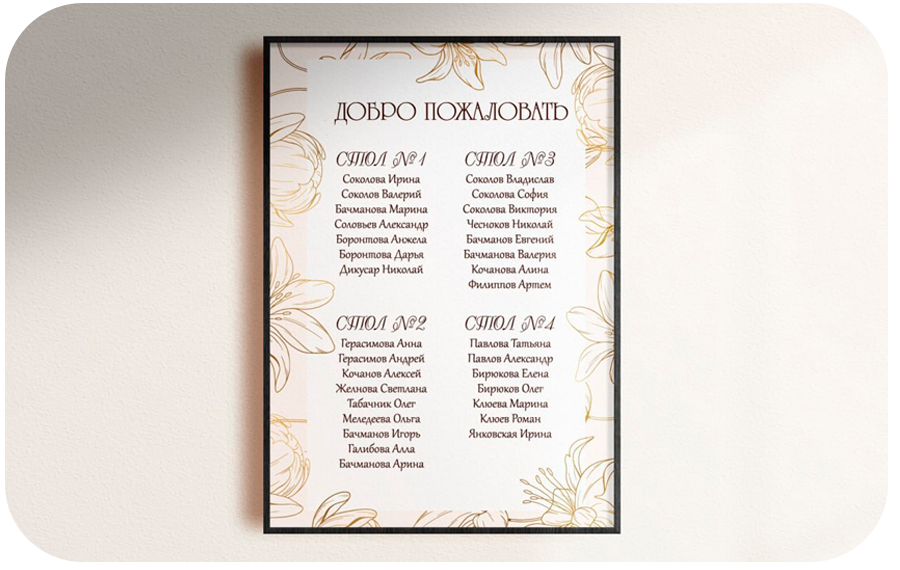 ДОБРО ПОЖАЛОВАТЬ
СТОЛ №1
Соколова Ирина
Соколов Валерий
Бачманова Марина
Соловьев Александр
Боронтова Анжела
Боронтова Дарья
Дикусар Николай
СТОЛ №2
Герасимова Анна
Герасимов Андрей
Кочанов Алексей
Желнова Светлана
Табачник Олег
Меледеева Ольга
Бачманов Игорь
Галибова Алла
Бачманова Арина
СТОЛ №3
Соколов Владислав
Соколова София
Соколова Виктория
Чесноков Николай
Бачманов Евгений
Бачманова Валерия
Кочанова Алина
Филиппов Артем
СТОЛ №4
Павлова Татьяна
Павлов Александр
Бирюкова Елена
Бирюков Олег
Клюева Марина
Клюев Роман
Янковская Ирина